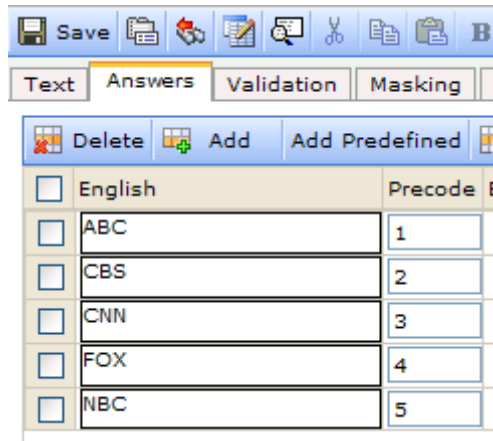 Save B
Text Answers Validation Masking
Delete Add Add Predefined
English Precode
ABC 1
CBS 2
CNN 3
FOX 4
NBC 5